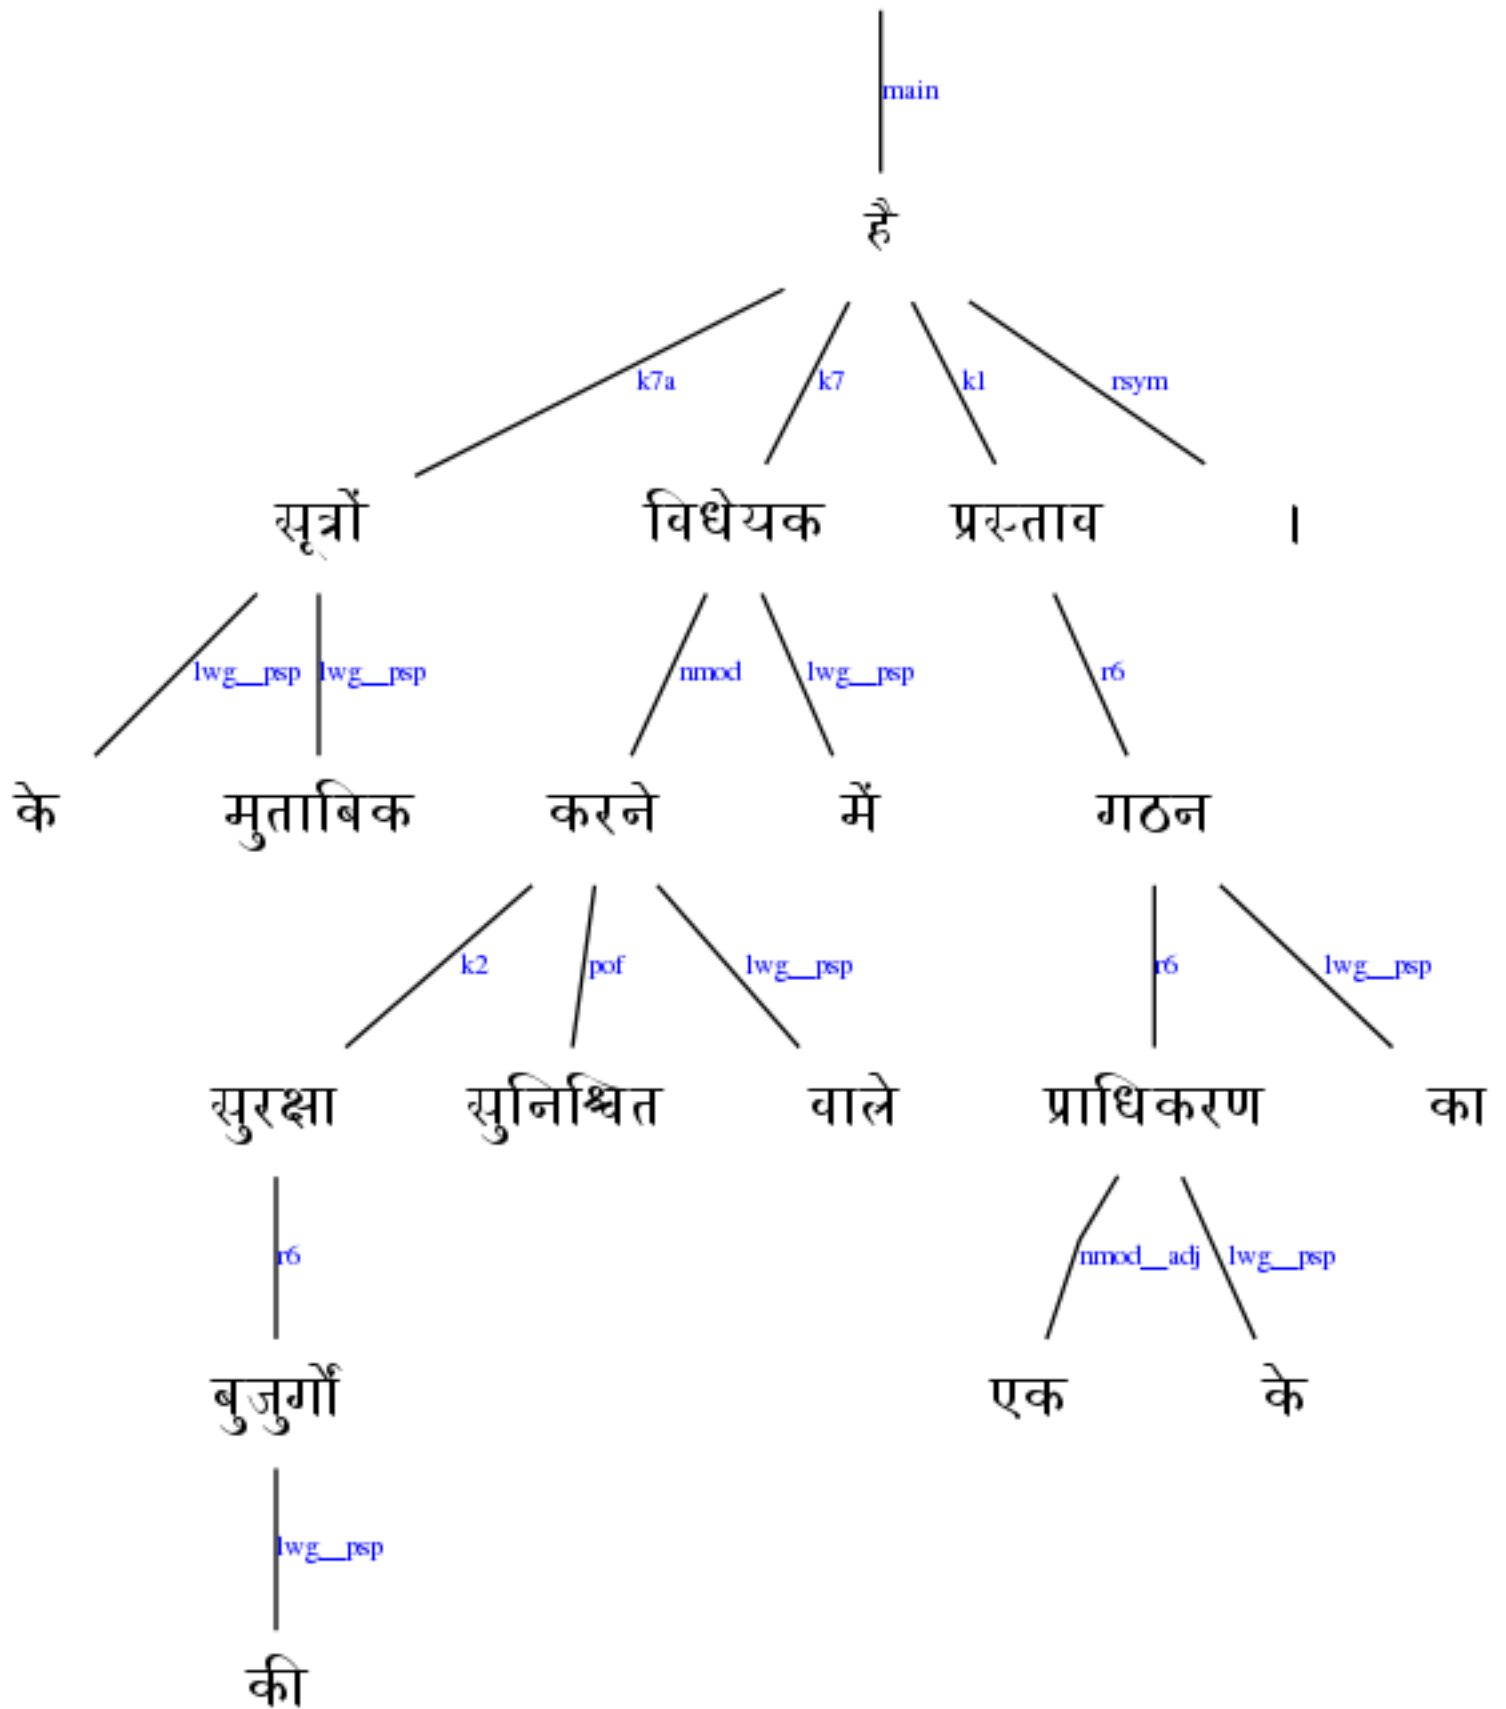 main
है
k7a k7 k1 rsym
सूत्रों विधेयक प्रस्ताव ।
lwg__psp lwg__psp nmod lwg__psp r6
के मुताबिक करने में गठन
k2 pof lwg__psp r6 lwg__psp
सुरक्षा सुनिश्चित वाले प्राधिकरण का
r6 nmod__adj lwg__psp
बुजुर्गों एक के
lwg__psp
की